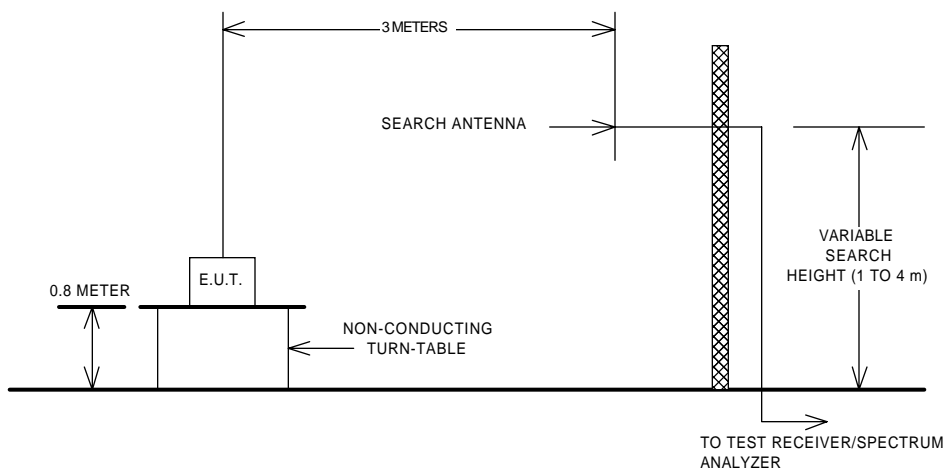 3 METERS
SEARCH ANTENNA
VARIABLE
SEARCH
HEIGHT (1 TO 4 m)
E.U.T.
0.8 METER
NON-CONDUCTING
TURN-TABLE
TO TEST RECEIVER/SPECTRUM
ANALYZER